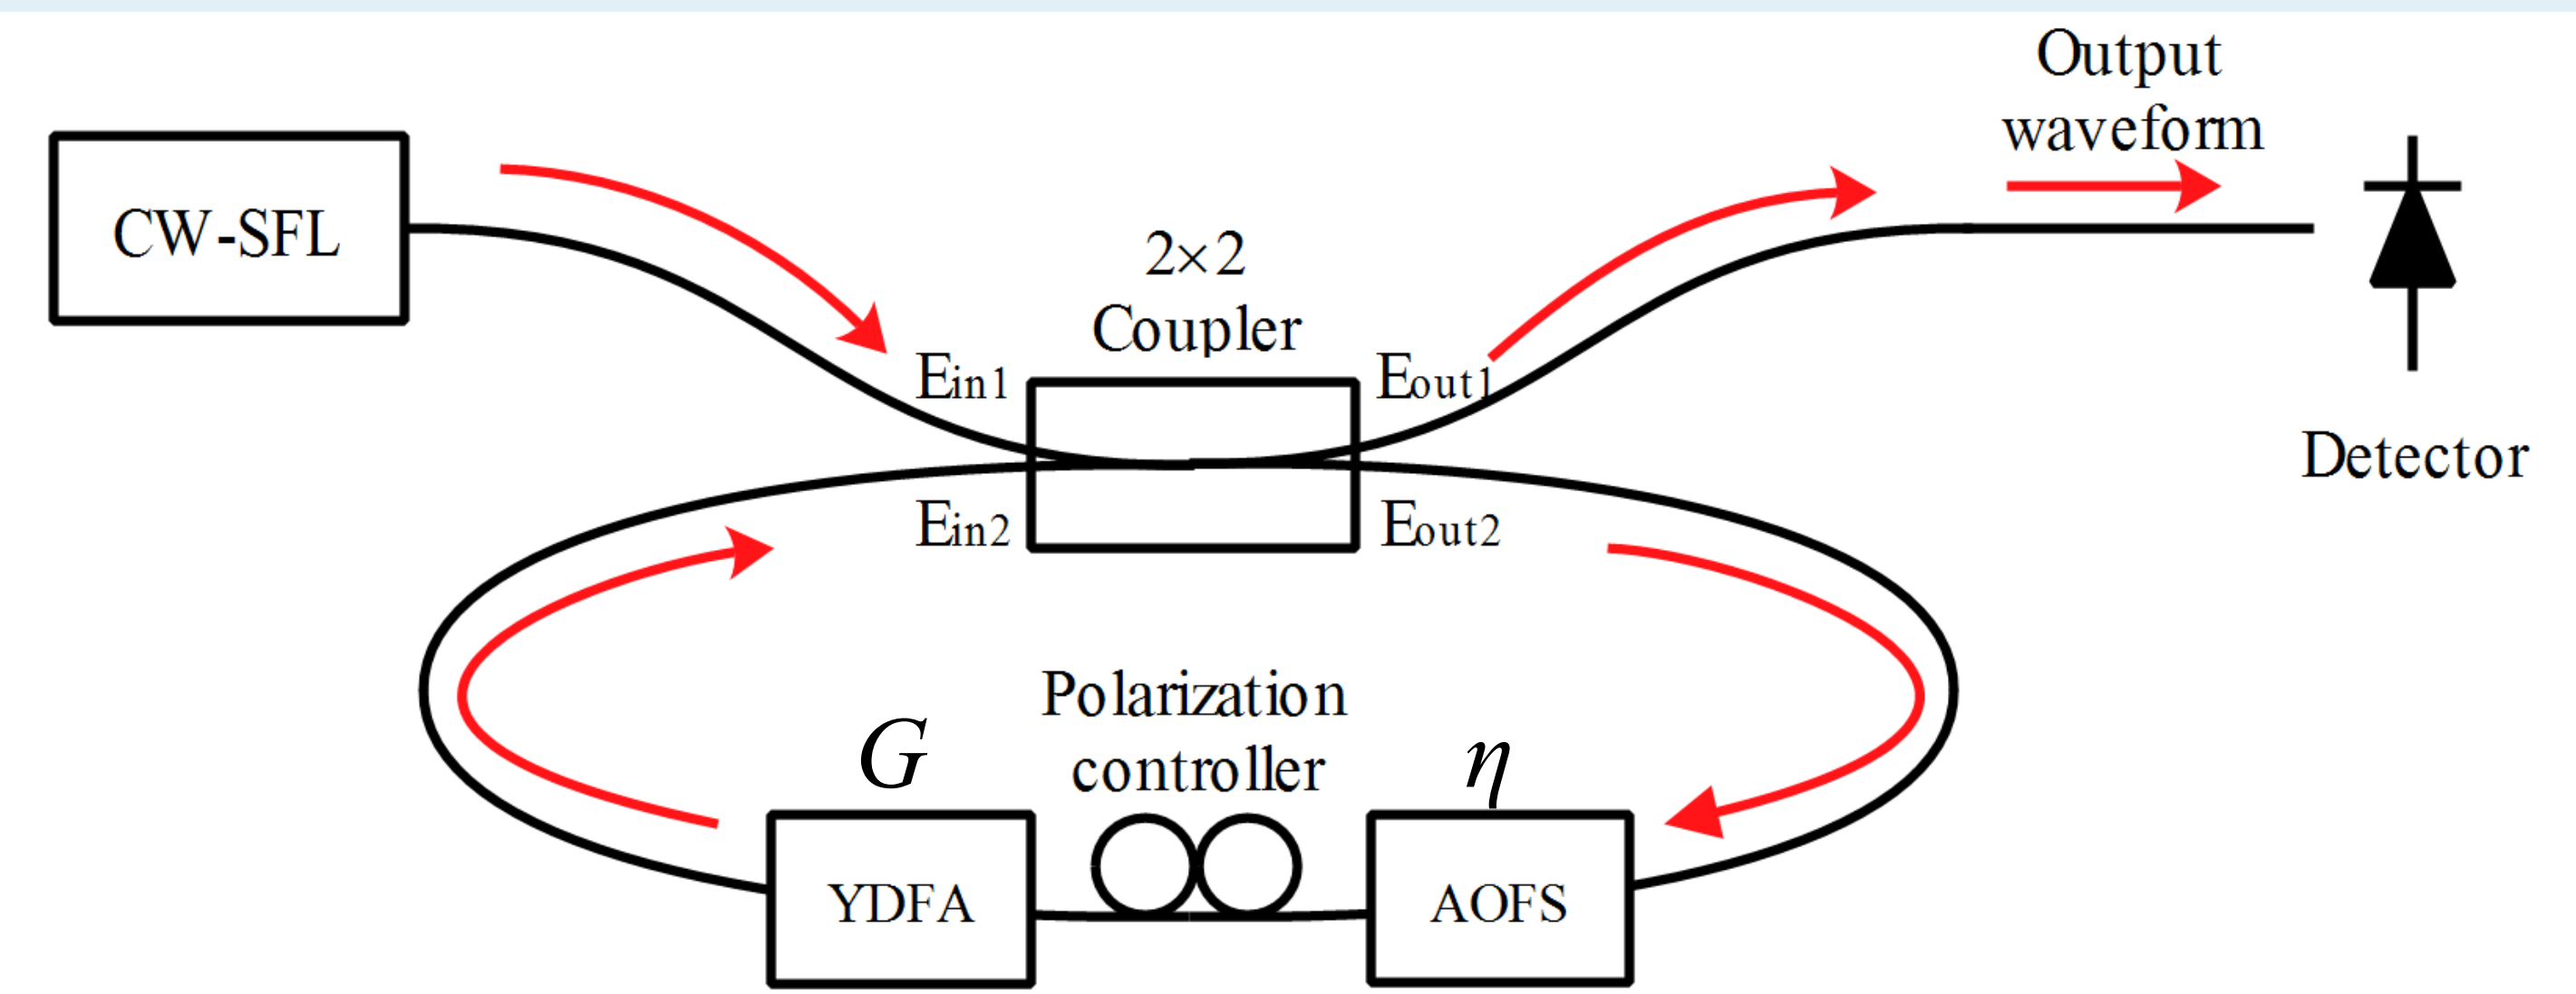 Output
waveform
CW-SFL
2×2
Coupler
Ein1
Eout1
Detector
Ein2
Eout2
Polarization
controller
G
η
YDFA
AOFS